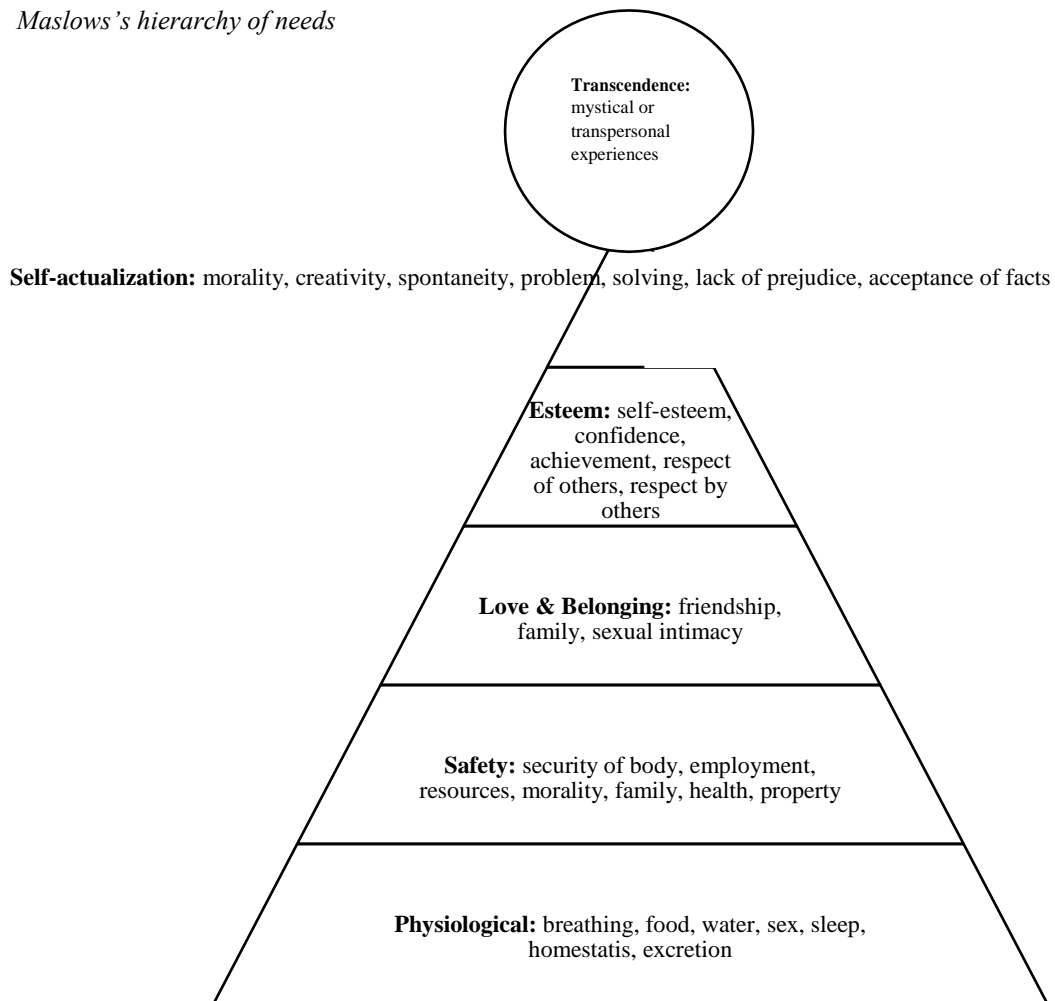 Maslows's hierarchy of needs
Transcendence:
mystical or
transpersonal
experiences
Self-actualization: morality, creativity, spontaneity, problem, solving, lack of prejudice, acceptance of facts
Esteem: self-esteem,
confidence,
achievement, respect
of others, respect by
others
Love & Belonging: friendship,
family, sexual intimacy
Safety: security of body, employment,
resources, morality, family, health, property
Physiological: breathing, food, water, sex, sleep,
homestatis, excretion